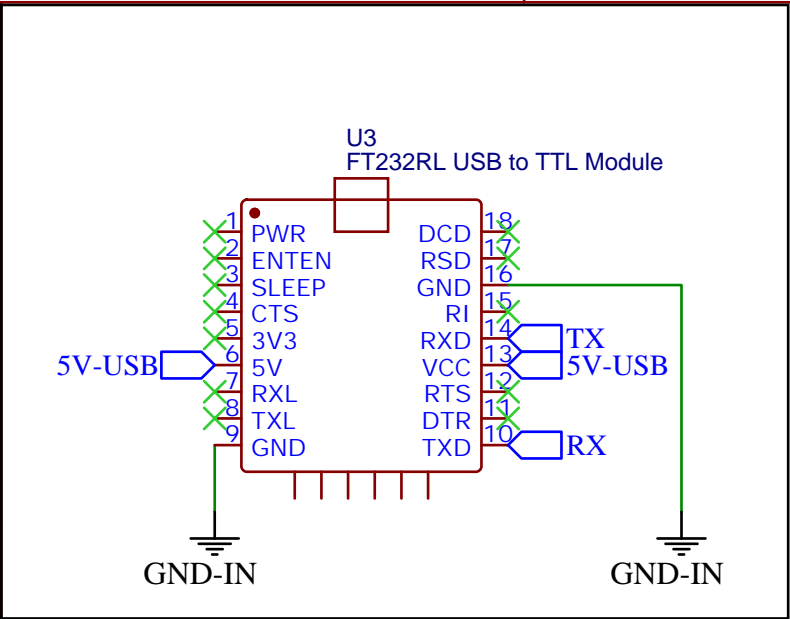 U3
FT232RL USB to TTL Module
1 PWR DCD 18
2 ENTEN RSD 17
3 SLEEP GND 16
4 CTS RI 15
5 3V3 RXD 14 TX
5V-USB 6 5V VCC 13 5V-USB
7 RXL RTS 12
8 TXL DTR 11
9 GND TXD 10 RX
GND-IN GND-IN